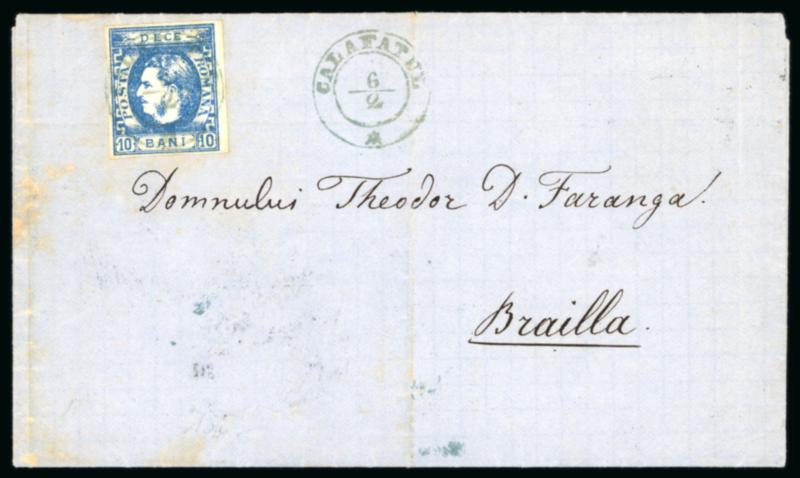 DECE
POSTA ROMANA
10 BANI 10
CALAFATUL
6
2
Domnului Theodor D. Faranga.
Brailla.